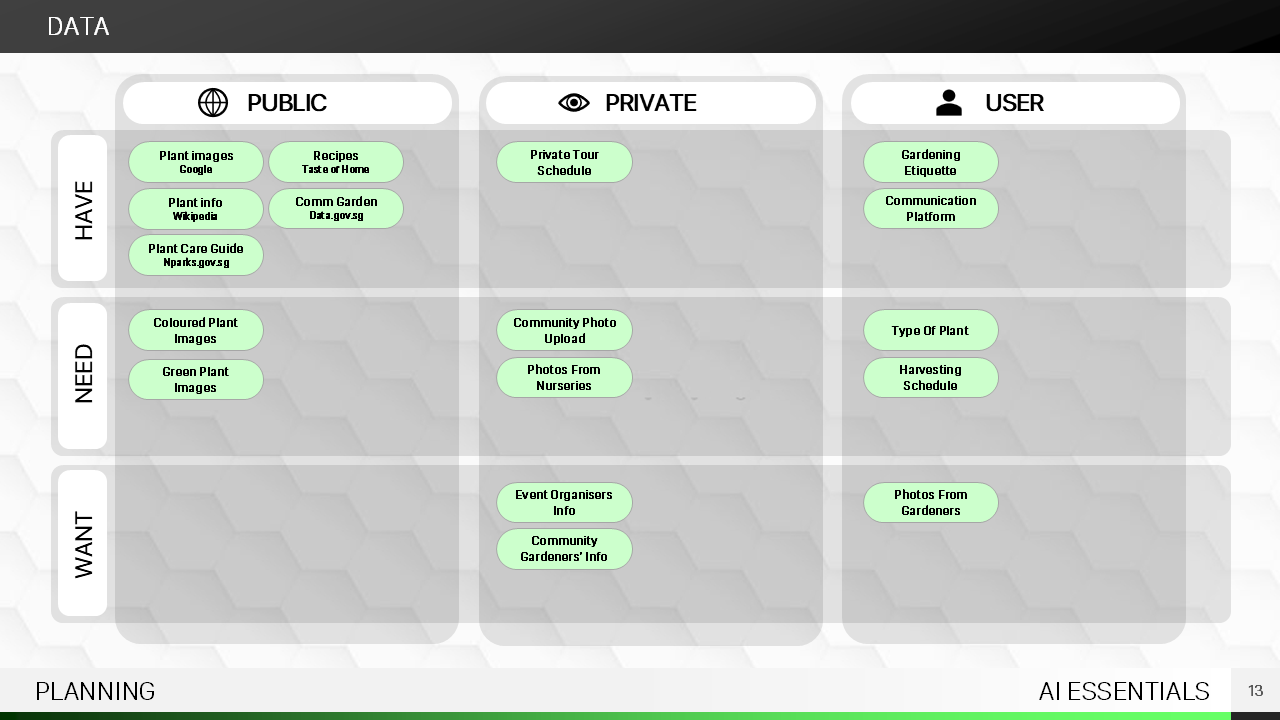 DATA
PUBLIC
PRIVATE
USER
HAVE
Plant images
Google
Recipes
Taste of Home
Plant info
Wikipedia
Comm Garden
Data.gov.sg
Plant Care Guide
Nparks.gov.sg
Private Tour
Schedule
Gardening
Etiquette
Communication
Platform
NEED
Coloured Plant
Images
Green Plant
Images
Community Photo
Upload
Photos From
Nurseries
Type Of Plant
Harvesting
Schedule
WANT
Event Organisers
Info
Community
Gardeners' Info
Photos From
Gardeners
PLANNING
AI ESSENTIALS
13